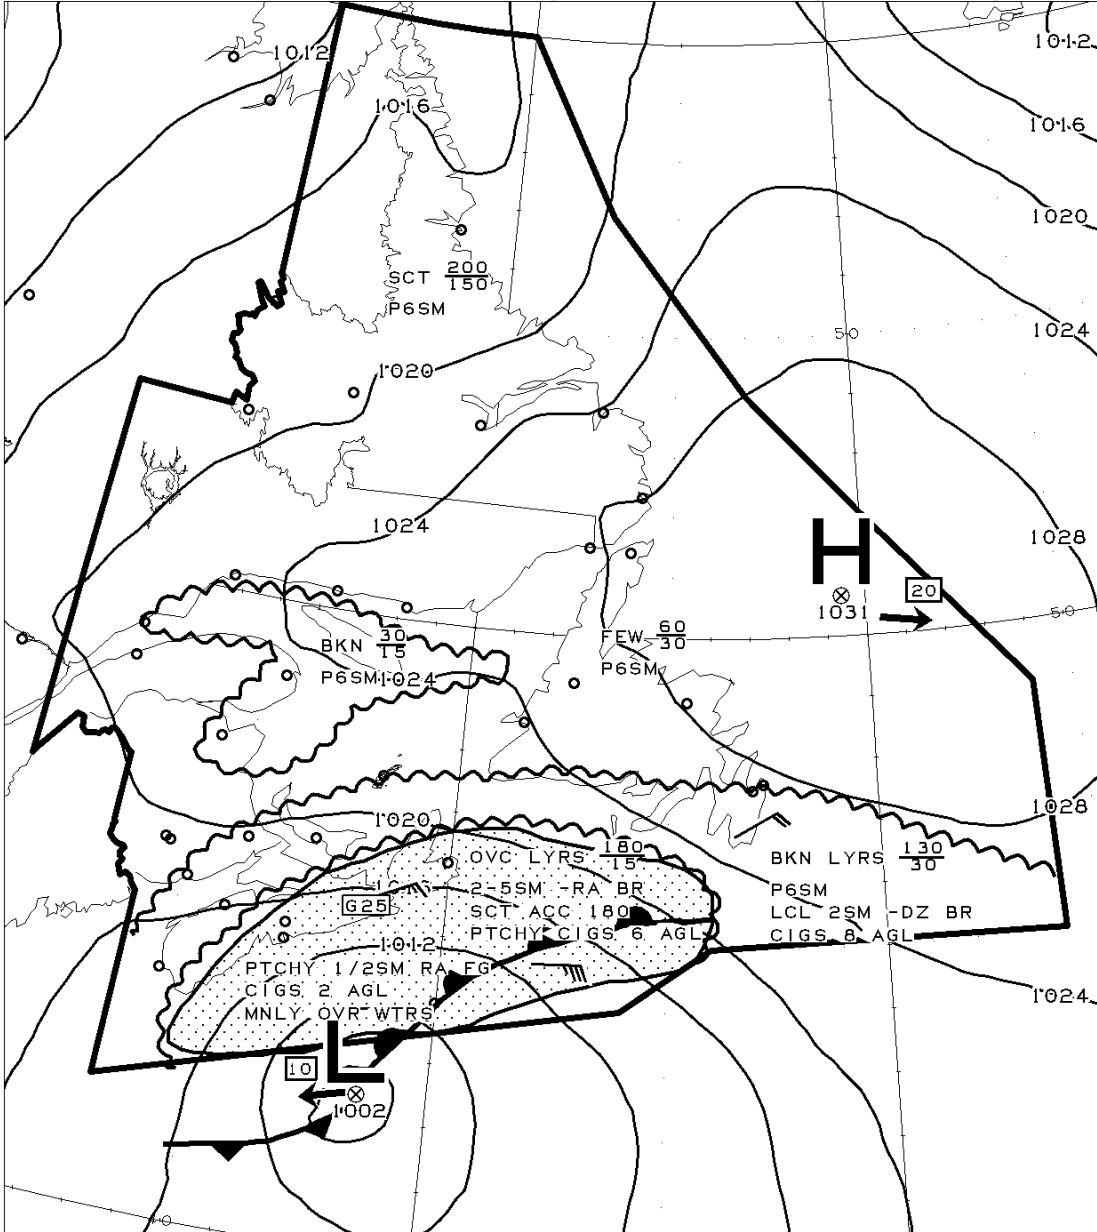 1012
1012
1016
1016
1020
SCT 200
150
P6SM
1024
50
1020
1024
1028
H
20
1031
50
BKN 30
15
P6SM
1024
FEW 60
30
P6SM
1028
1020
OVC LYRS 180
15
2-5SM -RA BR
SCT ACC 180
PTCHY CIGS 6 AGL
BKN LYRS 130
30
P6SM
LCL 2SM -DZ BR
CIGS 8 AGL
G25
1012
PTCHY 1/2SM RA FG
CIGS 2 AGL
MNLY OVR WTRS
1024
L
10
1002